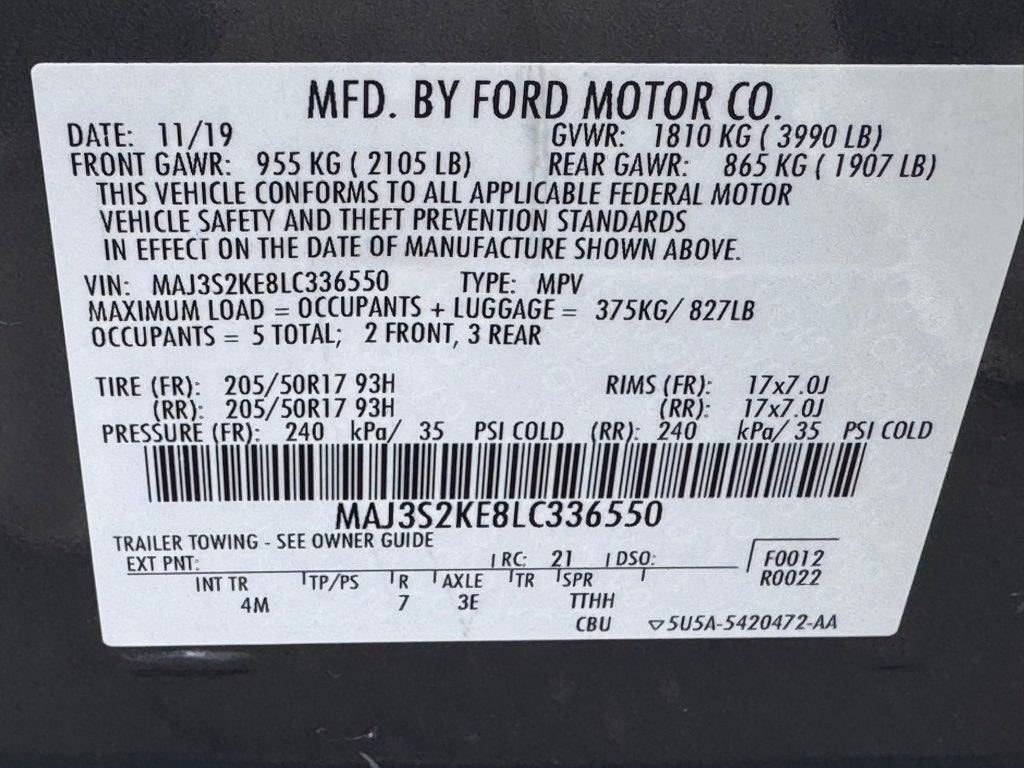 MFD. BY FORD MOTOR CO.
DATE: 11/19 GVWR: 1810 KG ( 3990 LB)
FRONT GAWR: 955 KG ( 2105 LB) REAR GAWR: 865 KG ( 1907 LB)
THIS VEHICLE CONFORMS TO ALL APPLICABLE FEDERAL MOTOR
VEHICLE SAFETY AND THEFT PREVENTION STANDARDS
IN EFFECT ON THE DATE OF MANUFACTURE SHOWN ABOVE.
VIN: MAJ3S2KE8LC336550 TYPE: MPV
MAXIMUM LOAD = OCCUPANTS + LUGGAGE = 375KG/ 827LB
OCCUPANTS = 5 TOTAL; 2 FRONT, 3 REAR
TIRE (FR): 205/50R17 93H RIMS (FR): 17x7.0J
(RR): 205/50R17 93H (RR): 17x7.0J
PRESSURE (FR): 240 kPa/ 35 PSI COLD (RR): 240 kPa/ 35 PSI COLD
MAJ3S2KE8LC336550
TRAILER TOWING - SEE OWNER GUIDE
EXT PNT: RC: 21 DSO: F0012
INT TR TP/PS R AXLE TR SPR R0022
4M 7 3E TTHH
CBU ▽5U5A-5420472-AA